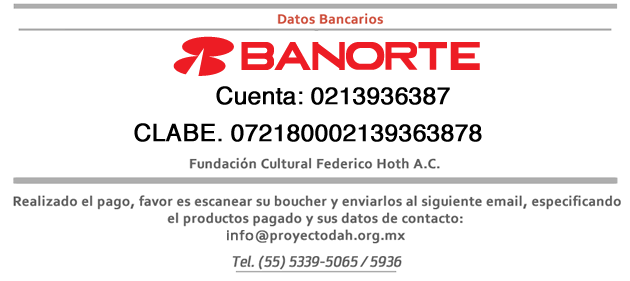 Datos Bancarios
BANORTE
Cuenta: 0213936387
CLABE. 072180002139363878
Fundación Cultural Federico Hoth A.C.
Realizado el pago, favor es escanear su boucher y enviarlos al siguiente email, especificando
el productos pagado y sus datos de contacto:
info@proyectodah.org.mx
Tel. (55) 5339-5065 / 5936